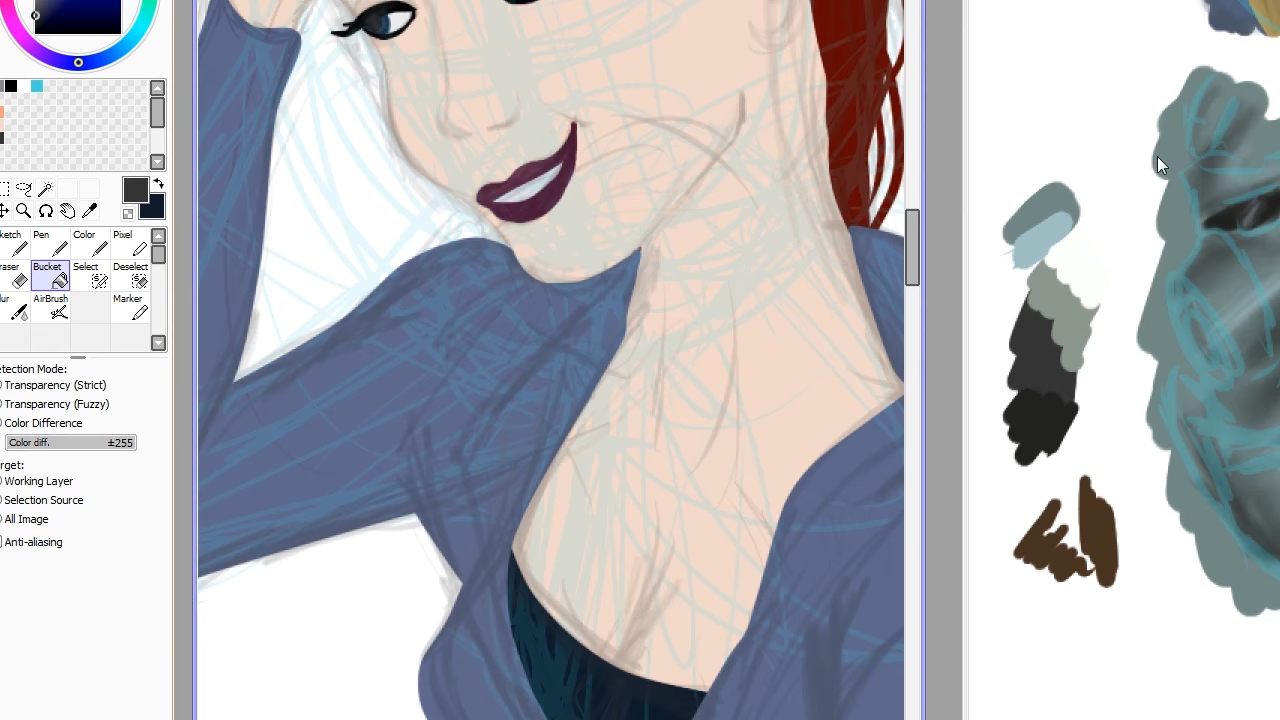 ketch Pen Color Pixel
raser Bucket Select Deselect
lur AirBrush Marker
etection Mode:
Transparency (Strict)
Transparency (Fuzzy)
Color Difference
Color diff. ±255
rget:
Working Layer
Selection Source
All Image
Anti-aliasing